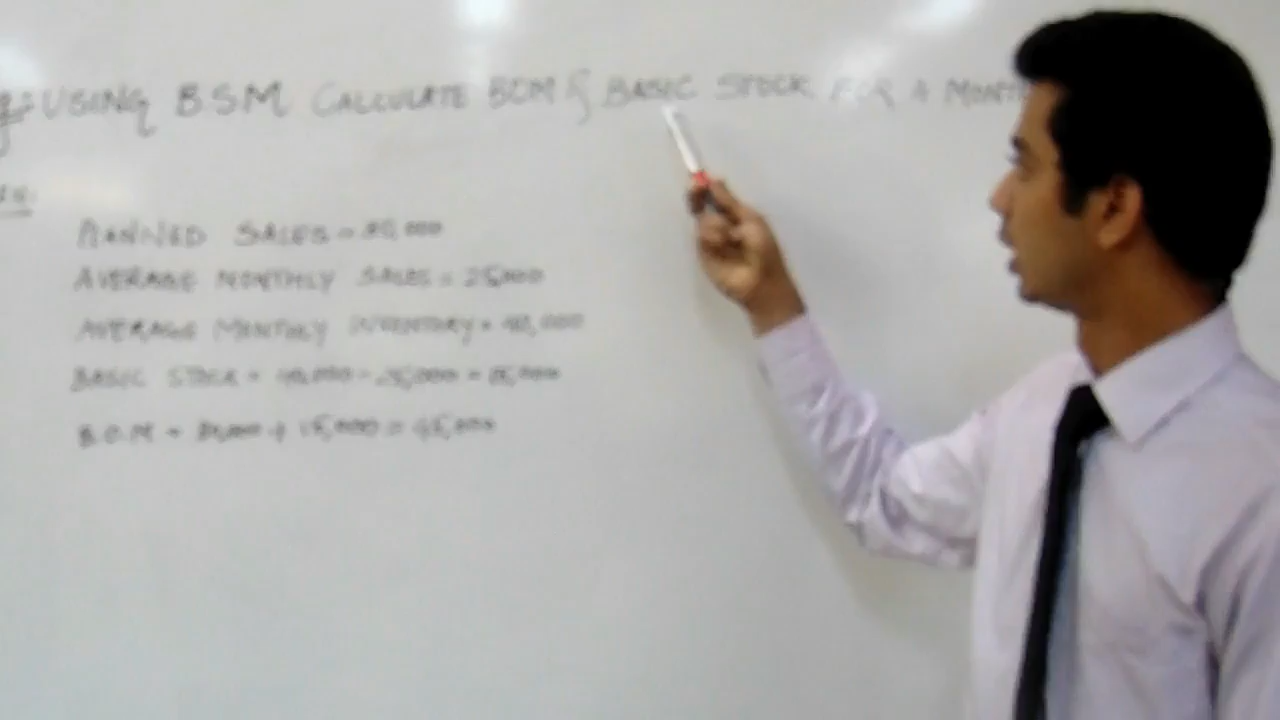 USING B.S.M CALCULATE BOM & BASIC STOCK FOR A MONTH
PLANNED SALES = 30,000
AVERAGE MONTHLY SALES = 25,000
AVERAGE MONTHLY INVENTORY = 40,000
BASIC STOCK = 40,000 - 25,000 = 15,000
B.O.M = 30,000 + 15,000 = 45,000